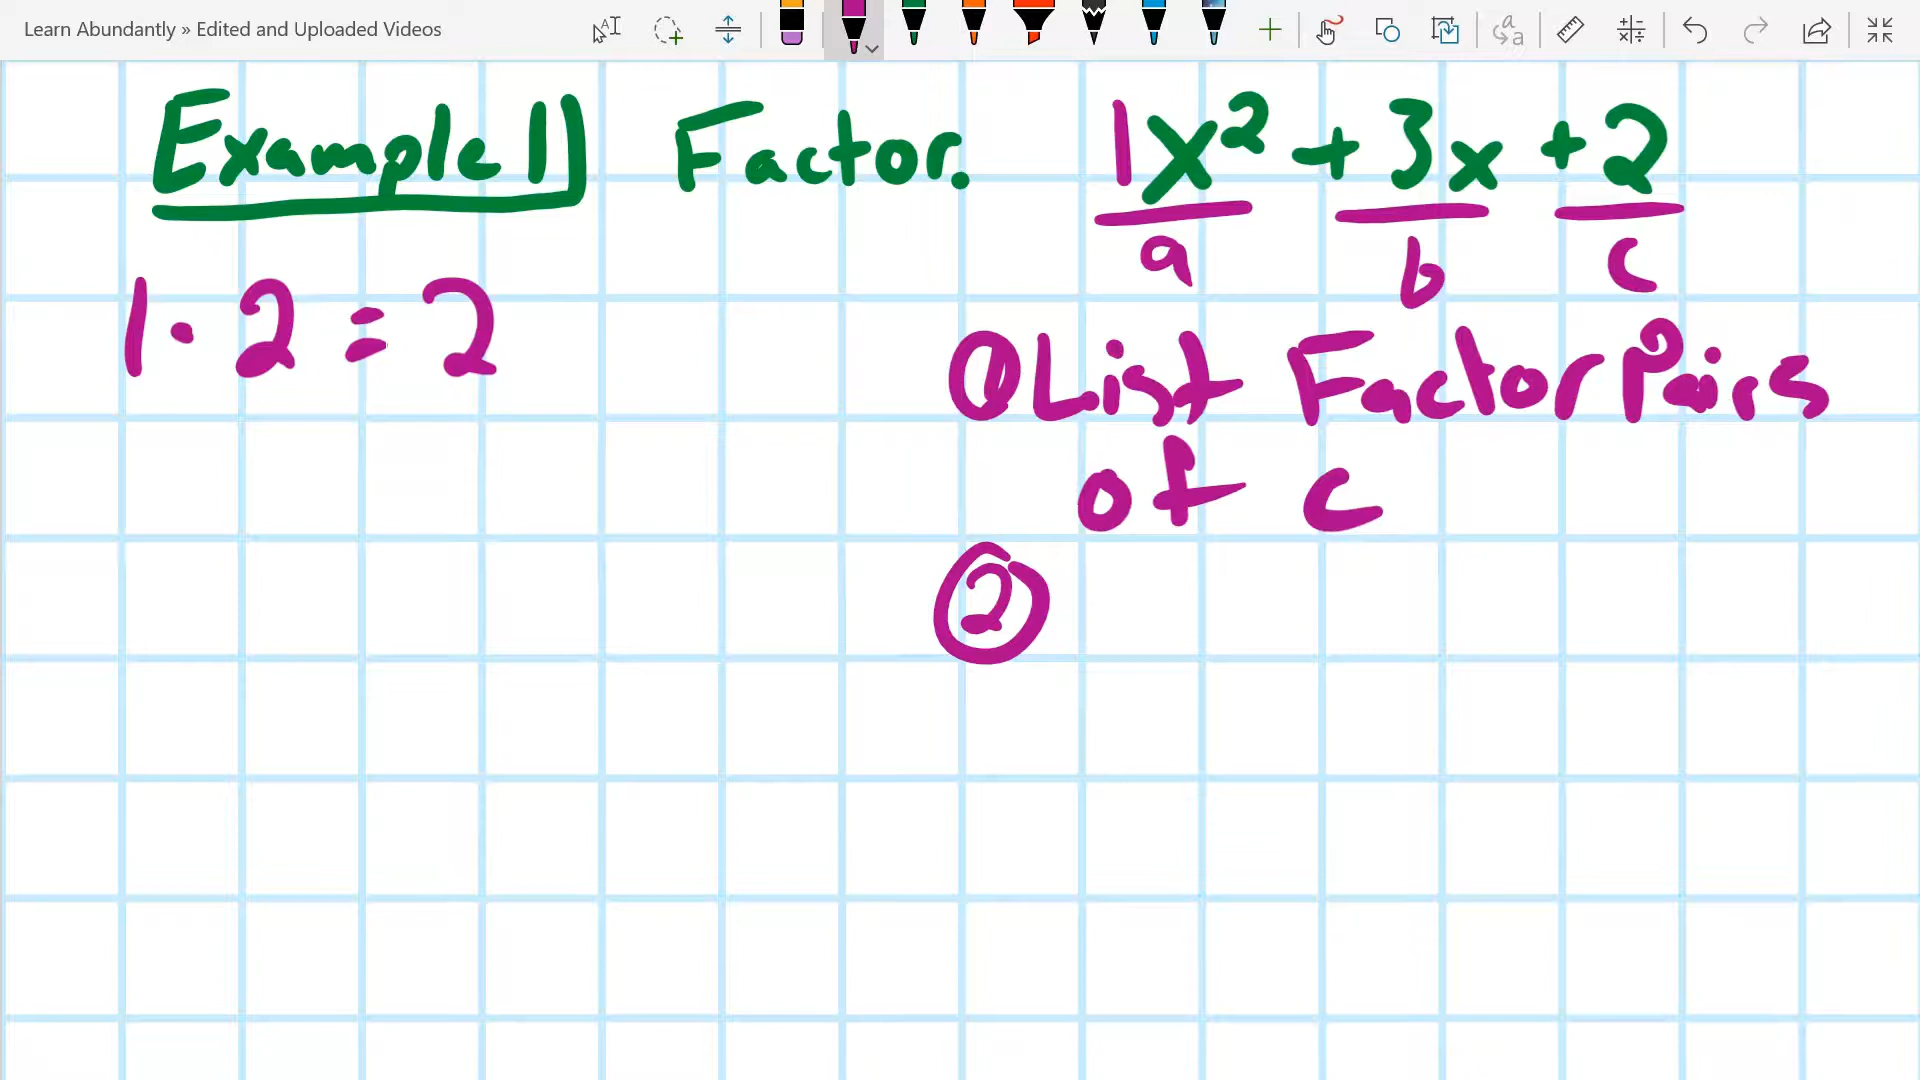 Learn Abundantly » Edited and Uploaded Videos
Example 1) Factor. 1x² + 3x + 2
a b c
1 · 2 = 2
① List Factor Pairs
of c
②